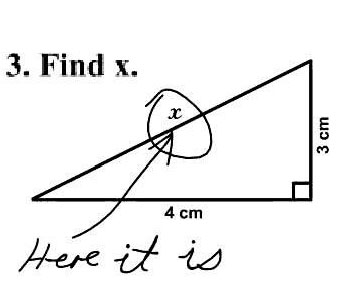 3. Find x.
x
3 cm
4 cm
Here it is